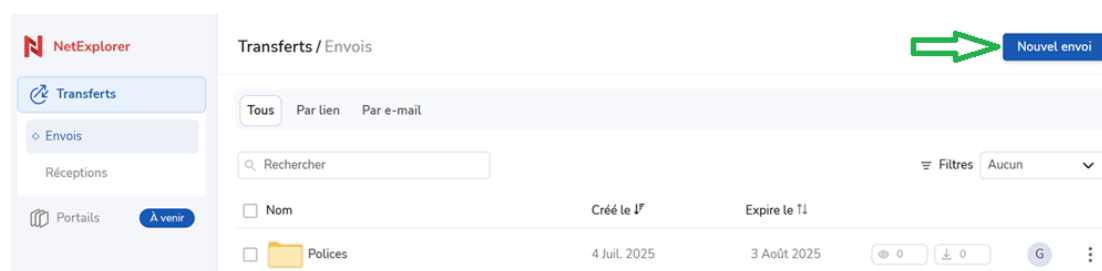 NetExplorer
Transferts / Envois
Nouvel envoi
Transferts
Envois
Réceptions
Portails À venir
Tous Par lien Par e-mail
Rechercher
Filtres Aucun
Nom Créé le Expire le
Polices 4 Juil. 2025 3 Août 2025 0 0 G